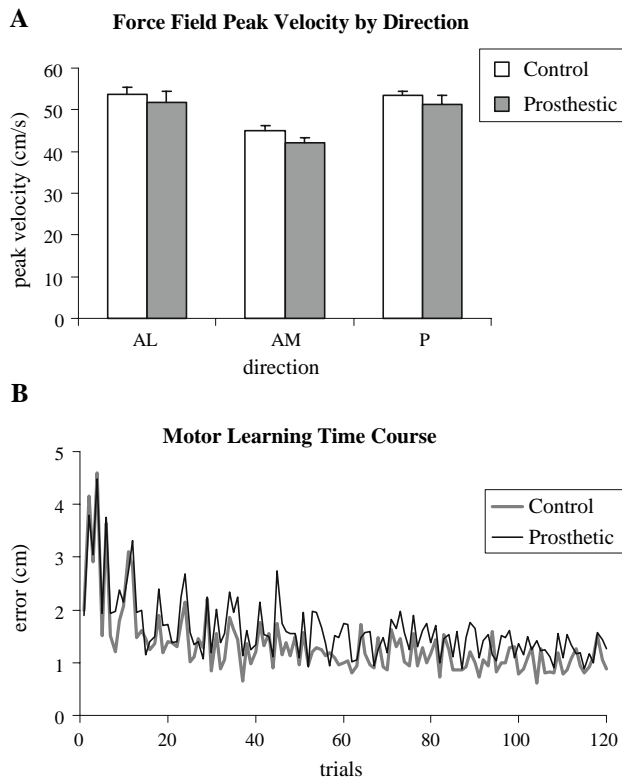 A
Force Field Peak Velocity by Direction
Control
Prosthestic
60
50
40
30
20
10
0
peak velocity (cm/s)
AL AM P
direction
B
Motor Learning Time Course
Control
Prosthetic
5
4
3
2
1
0
error (cm)
0 20 40 60 80 100 120
trials